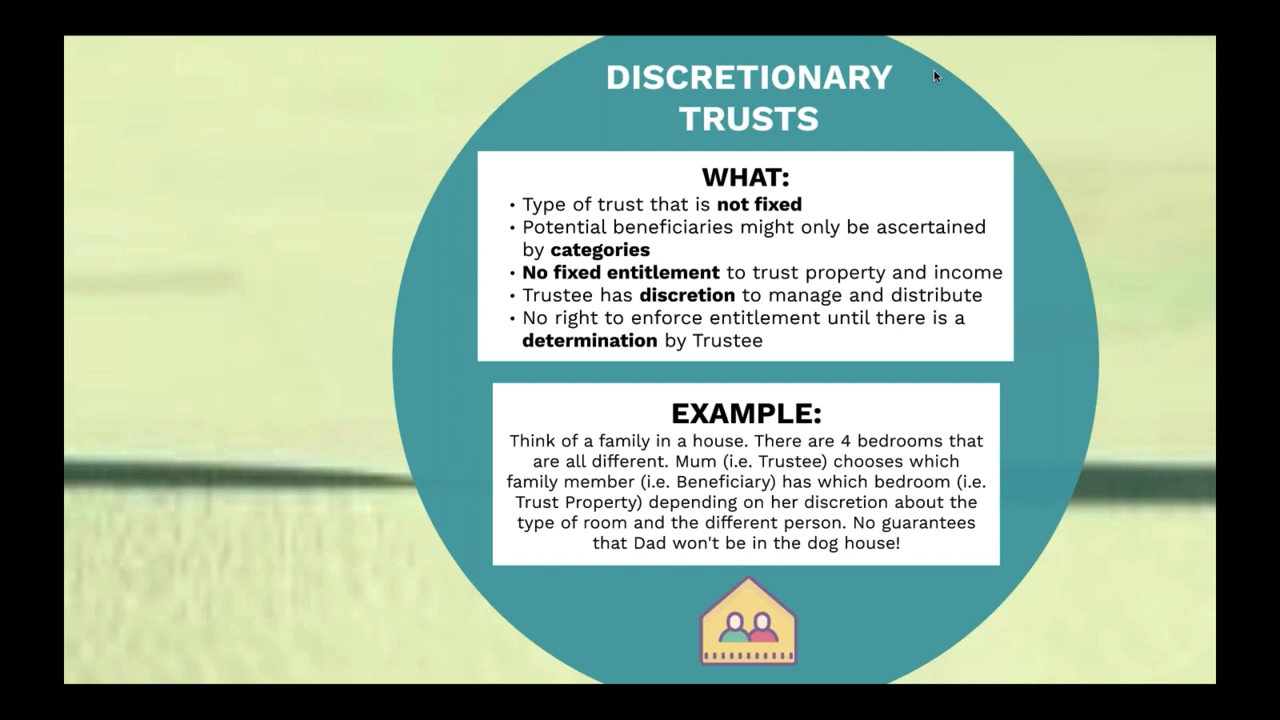 DISCRETIONARY
TRUSTS
WHAT:
• Type of trust that is not fixed
• Potential beneficiaries might only be ascertained
by categories
• No fixed entitlement to trust property and income
• Trustee has discretion to manage and distribute
• No right to enforce entitlement until there is a
determination by Trustee
EXAMPLE:
Think of a family in a house. There are 4 bedrooms that
are all different. Mum (i.e. Trustee) chooses which
family member (i.e. Beneficiary) has which bedroom (i.e.
Trust Property) depending on her discretion about the
type of room and the different person. No guarantees
that Dad won't be in the dog house!